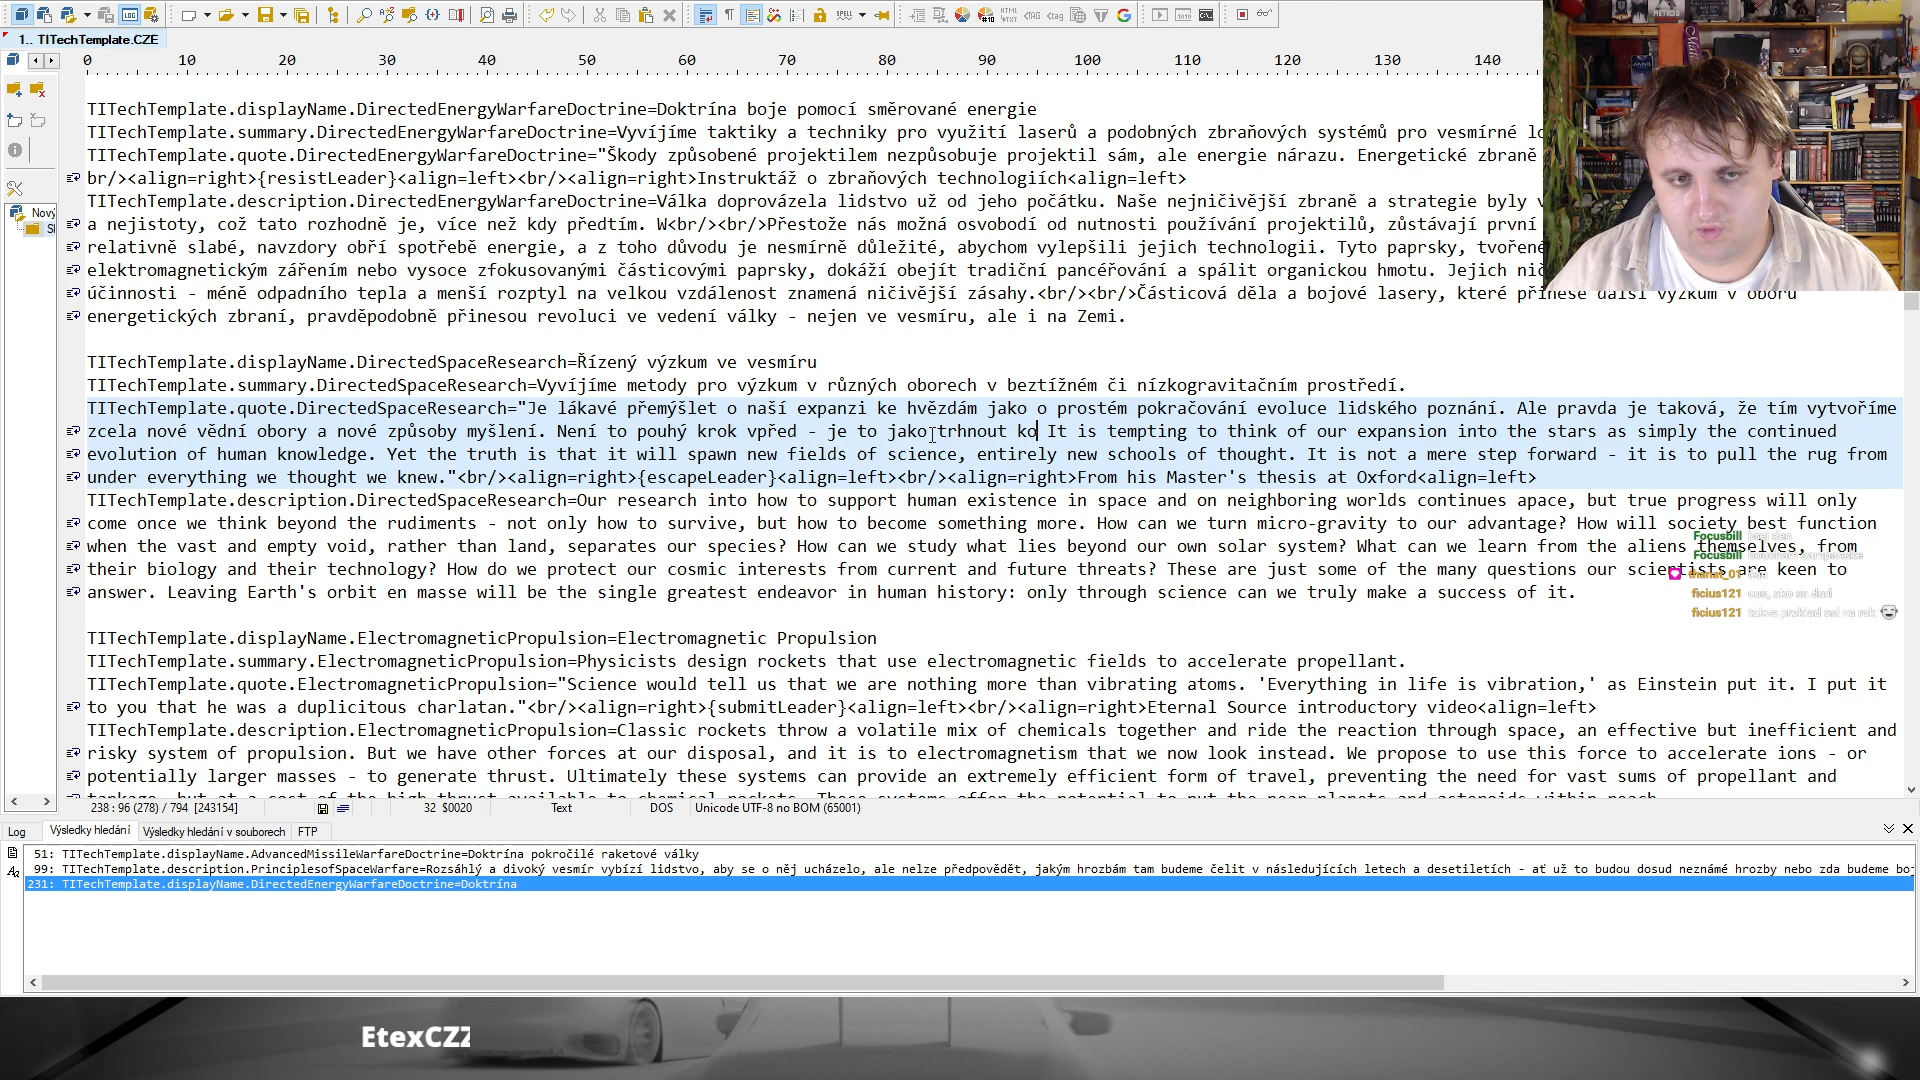 1.. TITechTemplate.CZE
0 10 20 30 40 50 60 70 80 90 100 110 120 130 140
TITechTemplate.displayName.DirectedEnergyWarfareDoctrine=Doktrína boje pomocí směrované energie
TITechTemplate.summary.DirectedEnergyWarfareDoctrine=Vyvíjíme taktiky a techniky pro využití laserů a podobných zbraňových systémů pro vesmírné
TITechTemplate.quote.DirectedEnergyWarfareDoctrine="Škody způsobené projektilem nezpůsobuje projektil sám, ale energie nárazu. Energetické zbraně
br/><align=right>{resistLeader}<align=left><br/><align=right>Instruktáž o zbraňových technologiích<align=left>
TITechTemplate.description.DirectedEnergyWarfareDoctrine=Válka doprovázela lidstvo už od jeho počátku. Naše nejničivější zbraně a strategie byly
a nejistoty, což tato rozhodně je, více než kdy předtím. W<br/><br/>Přestože nás možná osvobodí od nutnosti používání projektilů, zůstávají první
relativně slabé, navzdory obří spotřebě energie, a z toho důvodu je nesmírně důležité, abychom vylepšili jejich technologii. Tyto paprsky,
elektromagnetickým zářením nebo vysoce zfokusovanými částicovými paprsky, dokáží obejít tradiční pancéřování a spálit organickou hmotu. Jejich
účinnosti - méně odpadního tepla a menší rozptyl na velkou vzdálenost znamená ničivější zásahy.<br/><br/>Částicová děla a bojové lasery, které přinese další výzkum v oboru
energetických zbraní, pravděpodobně přinesou revoluci ve vedení války - nejen ve vesmíru, ale i na Zemi.
TITechTemplate.displayName.DirectedSpaceResearch=Řízený výzkum ve vesmíru
TITechTemplate.summary.DirectedSpaceResearch=Vyvíjíme metody pro výzkum v různých oborech v beztížném či nízkogravitačním prostředí.
TITechTemplate.quote.DirectedSpaceResearch="Je lákavé přemýšlet o naší expanzi ke hvězdám jako o prostém pokračování evoluce lidského poznání. Ale pravda je taková, že tím vytvoříme
zcela nové vědní obory a nové způsoby myšlení. Není to pouhý krok vpřed - je to jako trhnout ko It is tempting to think of our expansion into the stars as simply the continued
evolution of human knowledge. Yet the truth is that it will spawn new fields of science, entirely new schools of thought. It is not a mere step forward - it is to pull the rug from
under everything we thought we knew."<br/><align=right>{escapeLeader}<align=left><br/><align=right>From his Master's thesis at Oxford<align=left>
TITechTemplate.description.DirectedSpaceResearch=Our research into how to support human existence in space and on neighboring worlds continues apace, but true progress will only
come once we think beyond the rudiments - not only how to survive, but how to become something more. How can we turn micro-gravity to our advantage? How will society best function
when the vast and empty void, rather than land, separates our species? How can we study what lies beyond our own solar system? What can we learn from the aliens themselves, from
their biology and their technology? How do we protect our cosmic interests from current and future threats? These are just some of the many questions our scientists are keen to
answer. Leaving Earth's orbit en masse will be the single greatest endeavor in human history: only through science can we truly make a success of it.
Focusbill
Focusbill
ficius121
ficius121
TITechTemplate.displayName.ElectromagneticPropulsion=Electromagnetic Propulsion
TITechTemplate.summary.ElectromagneticPropulsion=Physicists design rockets that use electromagnetic fields to accelerate propellant.
TITechTemplate.quote.ElectromagneticPropulsion="Science would tell us that we are nothing more than vibrating atoms. 'Everything in life is vibration,' as Einstein put it. I put it
to you that he was a duplicitous charlatan."<br/><align=right>{submitLeader}<align=left><br/><align=right>Eternal Source introductory video<align=left>
TITechTemplate.description.ElectromagneticPropulsion=Classic rockets throw a volatile mix of chemicals together and ride the reaction through space, an effective but inefficient and
risky system of propulsion. But we have other forces at our disposal, and it is to electromagnetism that we now look instead. We propose to use this force to accelerate ions - or
potentially larger masses - to generate thrust. Ultimately these systems can provide an extremely efficient form of travel, preventing the need for vast sums of propellant and
238:96 (278) / 794 [243154] 32 $0020 Text DOS Unicode UTF-8 no BOM (65001)
Log Výsledky hledání Výsledky hledání v souborech FTP
51: TITechTemplate.displayName.AdvancedMissileWarfareDoctrine=Doktrína pokročilé raketové války
99: TITechTemplate.description.PrinciplesofSpaceWarfare=Rozsáhlý a divoký vesmír vybízí lidstvo, aby se o něj ucházelo, ale nelze předpovědět, jakým hrozbám tam budeme čelit v následujících letech a desetiletích - ať už to budou dosud neznámé hrozby nebo zda budeme
231: TITechTemplate.displayName.DirectedEnergyWarfareDoctrine=Doktrína
EtexCZZ